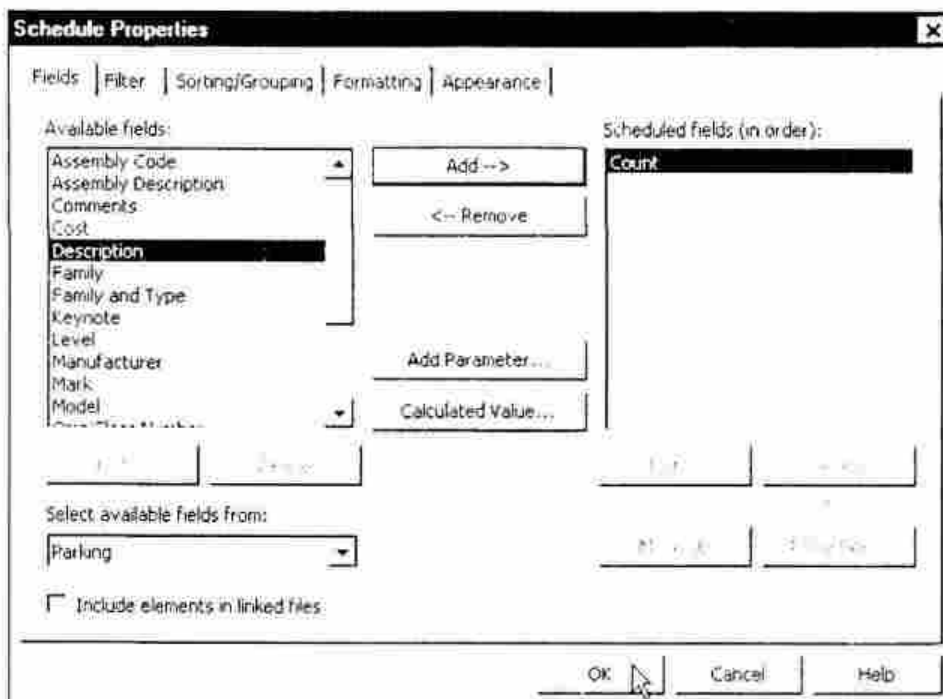 Schedule Properties
Fields Filter Sorting/Grouping Formatting Appearance
Available fields:
Assembly Code
Assembly Description
Comments
Cost
Description
Family
Family and Type
Keynote
Level
Manufacturer
Mark
Model
Add -->
<-- Remove
Add Parameter...
Calculated Value...
Scheduled fields (in order):
Count
Select available fields from:
Parking
Include elements in linked files
OK Cancel Help